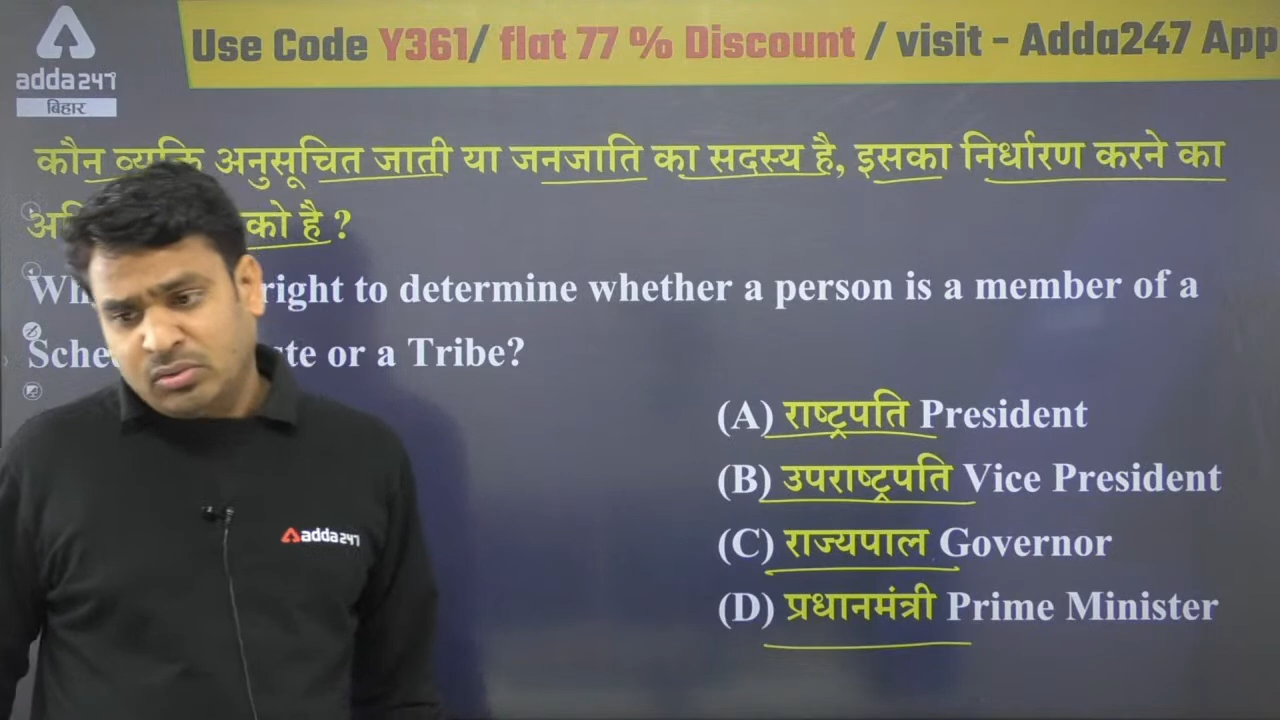 Use Code Y361/ flat 77 % Discount / visit - Adda247 App
adda247
बिहार
कौन व्यक्ति अनुसूचित जाती या जनजाति का सदस्य है, इसका निर्धारण करने का
को है ?
right to determine whether a person is a member of a
or a Tribe?
(A) राष्ट्रपति President
(B) उपराष्ट्रपति Vice President
(C) राज्यपाल Governor
(D) प्रधानमंत्री Prime Minister
adda247